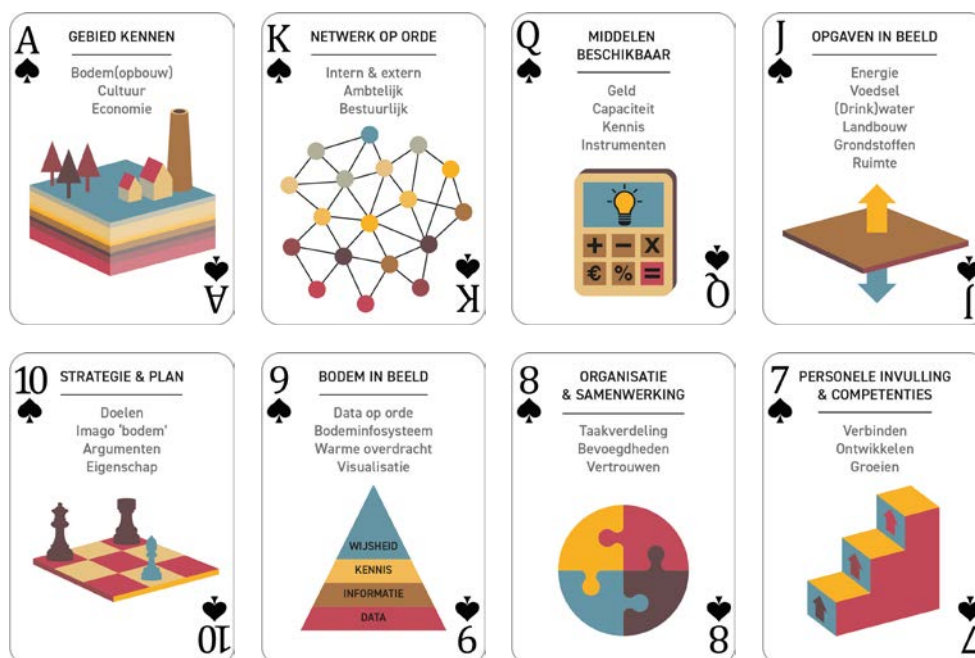 A
GEBIED KENNEN
Bodem(opbouw)
Cultuur
Economie
A
K
NETWERK OP ORDE
Intern & extern
Ambtelijk
Bestuurlijk
K
Q
MIDDELEN
BESCHIKBAAR
Geld
Capaciteit
Kennis
Instrumenten
+ − X
€ % =
Q
J
OPGAVEN IN BEELD
Energie
Voedsel
(Drink)water
Landbouw
Grondstoffen
Ruimte
J
10
STRATEGIE & PLAN
Doelen
Imago 'bodem'
Argumenten
Eigenschap
10
9
BODEM IN BEELD
Data op orde
Bodeminfosysteem
Warme overdracht
Visualisatie
WIJSHEID
KENNIS
INFORMATIE
DATA
9
8
ORGANISATIE
& SAMENWERKING
Taakverdeling
Bevoegdheden
Vertrouwen
8
7
PERSONELE INVULLING
& COMPETENTIES
Verbinden
Ontwikkelen
Groeien
7